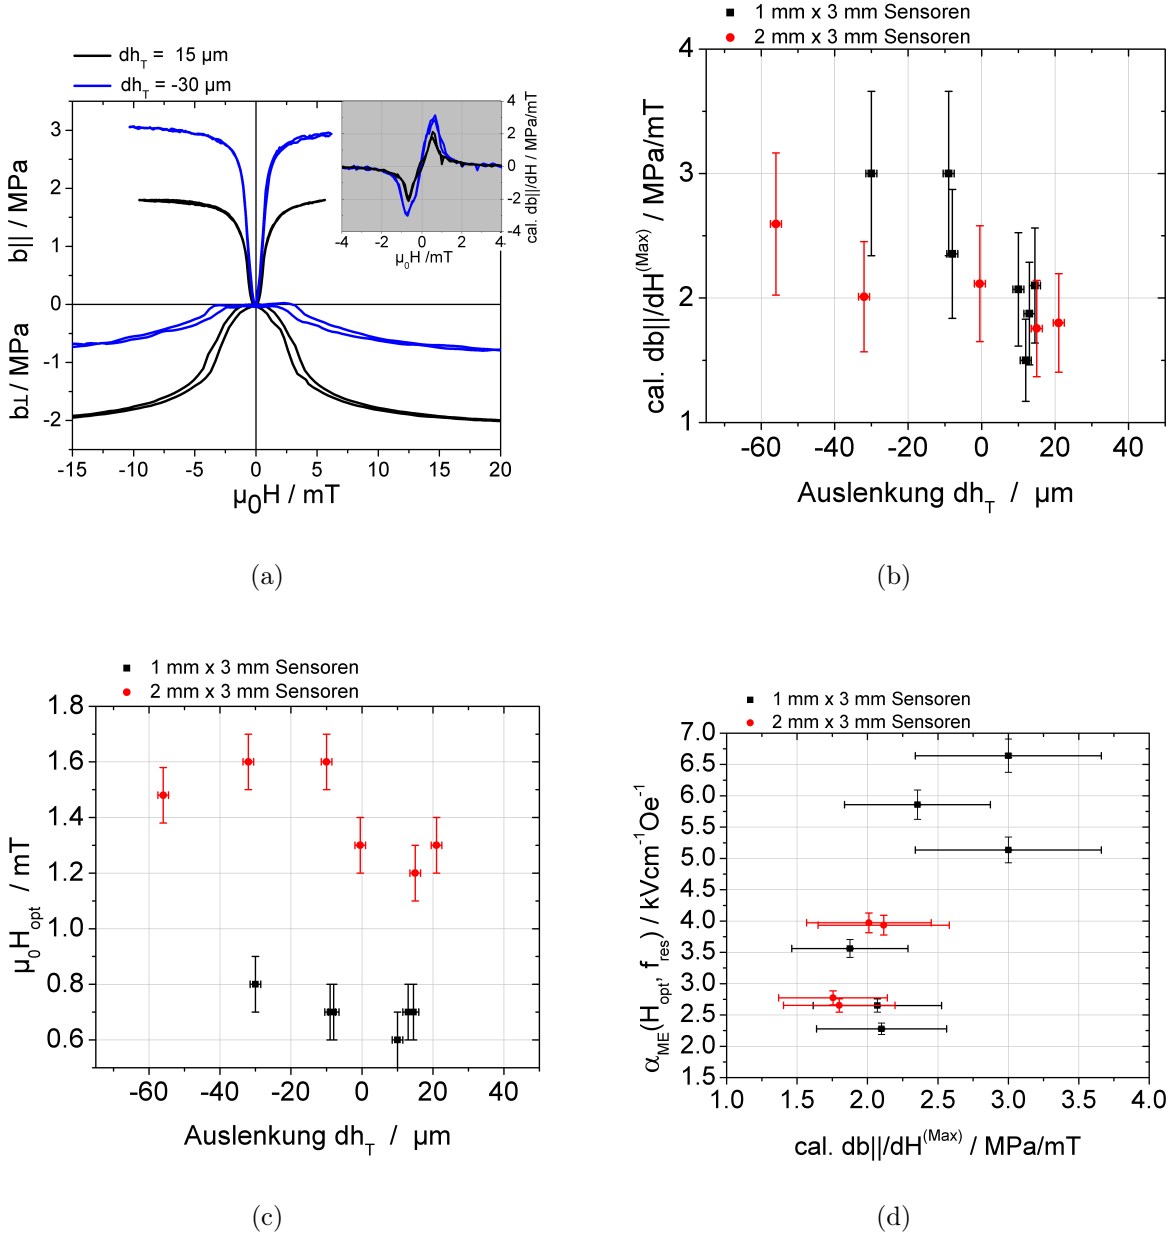 dh_T = 15 µm
dh_T = -30 µm
b|| / MPa
b⊥/ MPa
3
2
1
0
-1
-2
-15 -10 -5 0 5 10 15 20
µ₀H / mT
4
2
0
-2
-4
cal. db||/dH / MPa/mT
-4 -2 0 2 4
µ₀H /mT
(a)
1 mm x 3 mm Sensoren
2 mm x 3 mm Sensoren
cal. db||/dH^(Max) / MPa/mT
4
3
2
1
-60 -40 -20 0 20 40
Auslenkung dh_T / µm
(b)
1 mm x 3 mm Sensoren
2 mm x 3 mm Sensoren
µ₀H_opt / mT
1.8
1.6
1.4
1.2
1.0
0.8
0.6
-60 -40 -20 0 20 40
Auslenkung dh_T / µm
(c)
1 mm x 3 mm Sensoren
2 mm x 3 mm Sensoren
α_ME(H_opt, f_res) / kVcm⁻¹Oe⁻¹
7.0
6.5
6.0
5.5
5.0
4.5
4.0
3.5
3.0
2.5
2.0
1.5
1.0 1.5 2.0 2.5 3.0 3.5 4.0
cal. db||/dH^(Max) / MPa/mT
(d)